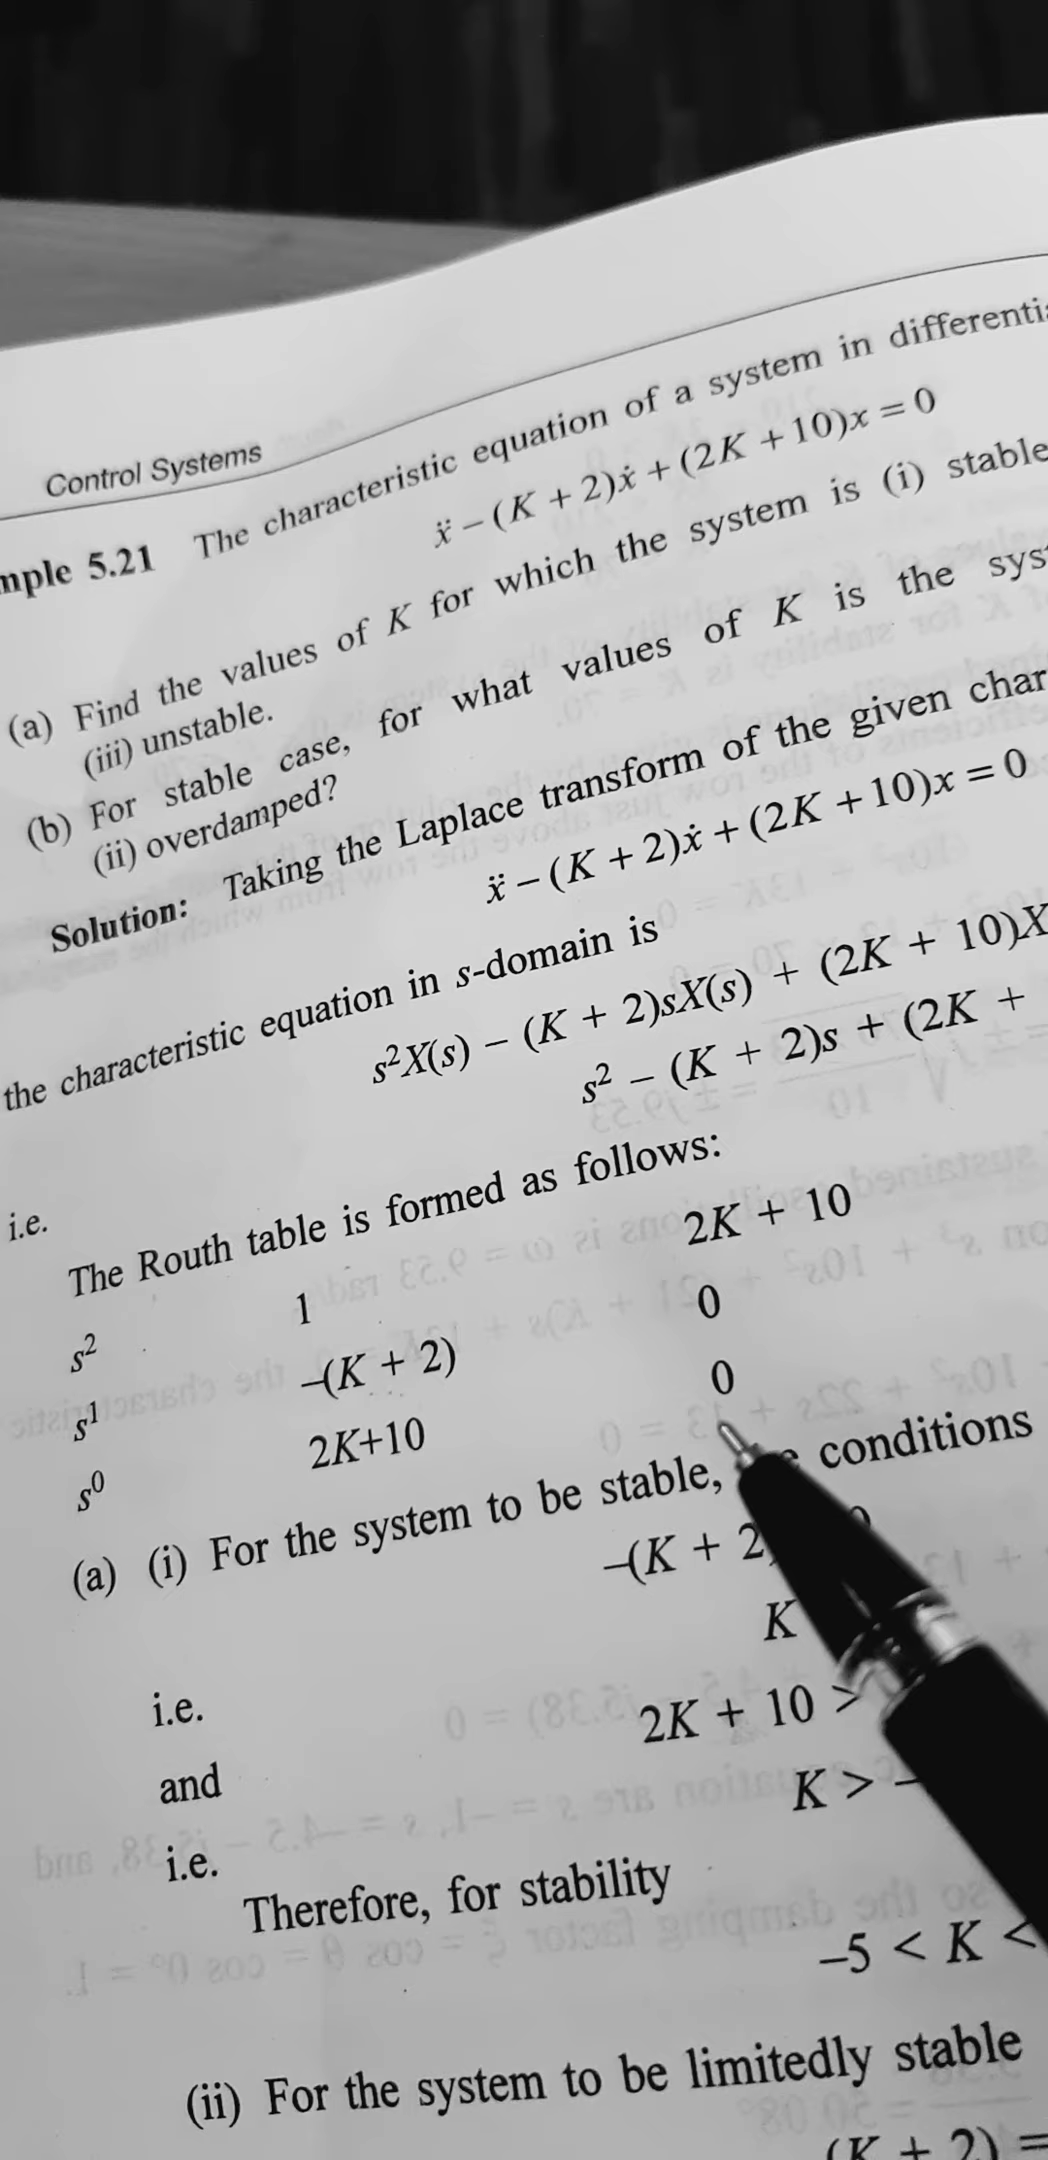 Control Systems
mple 5.21 The characteristic equation of a system in differentia
ẍ – (K + 2)ẋ + (2K + 10)x = 0
(a) Find the values of K for which the system is (i) stable
(iii) unstable.
(b) For stable case, for what values of K is the sys
(ii) overdamped?
Solution: Taking the Laplace transform of the given char
ẍ – (K + 2)ẋ + (2K + 10)x = 0
the characteristic equation in s-domain is
s²X(s) – (K + 2)sX(s) + (2K + 10)X
i.e. s² – (K + 2)s + (2K +
The Routh table is formed as follows:
s² 1 2K + 10
s¹ –(K + 2) 0
s⁰ 2K+10 0
(a) (i) For the system to be stable, conditions
–(K + 2
i.e. K
and 2K + 10 >
i.e. K > –
Therefore, for stability
–5 < K <
(ii) For the system to be limitedly stable
(K + 2) =